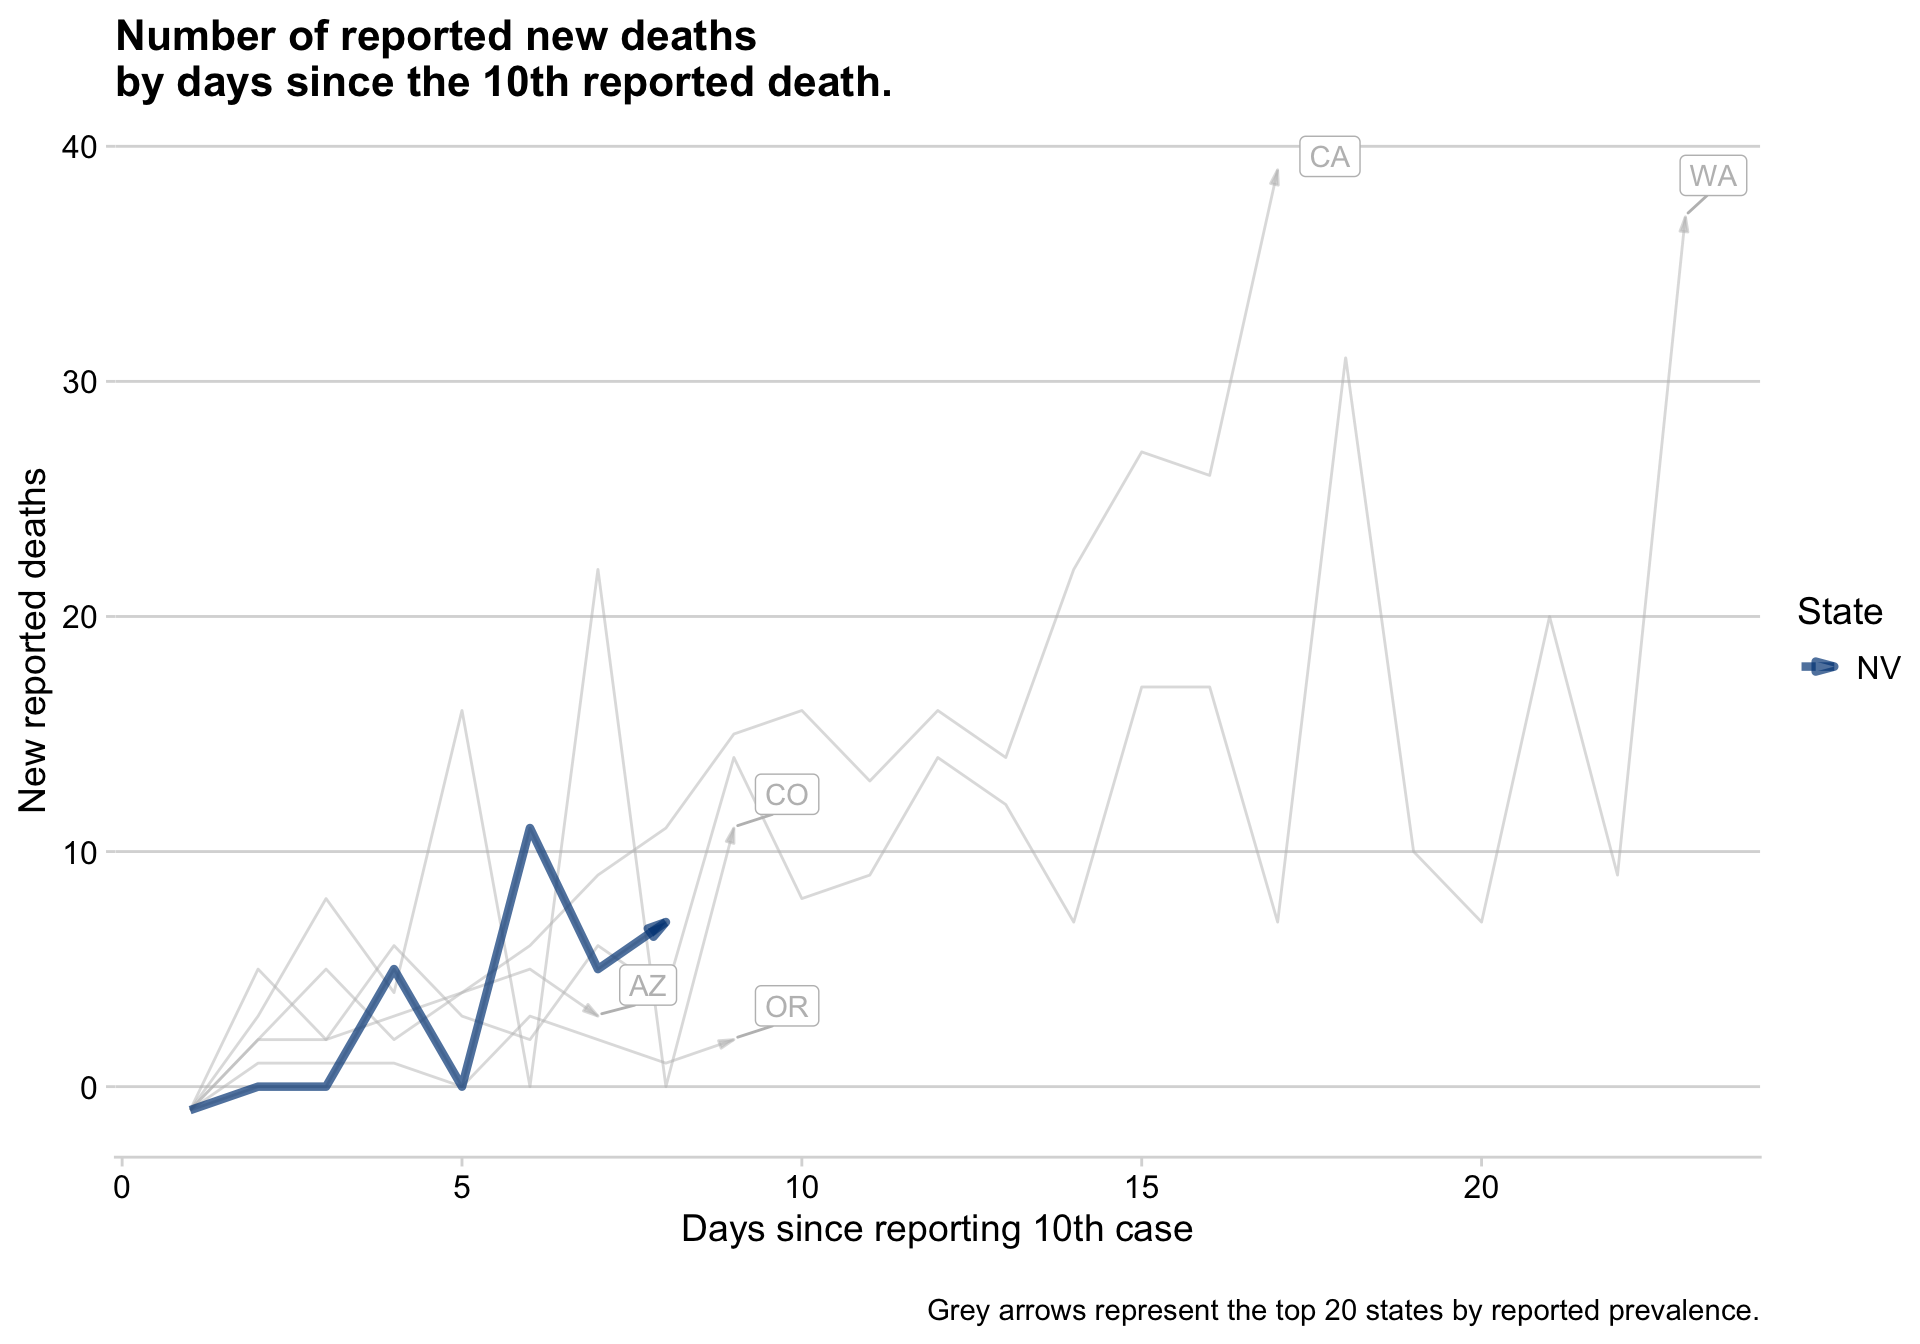 Number of reported new deaths
by days since the 10th reported death.
40
30
20
10
0
New reported deaths
CA
WA
CO
AZ
OR
State
NV
0 5 10 15 20
Days since reporting 10th case
Grey arrows represent the top 20 states by reported prevalence.